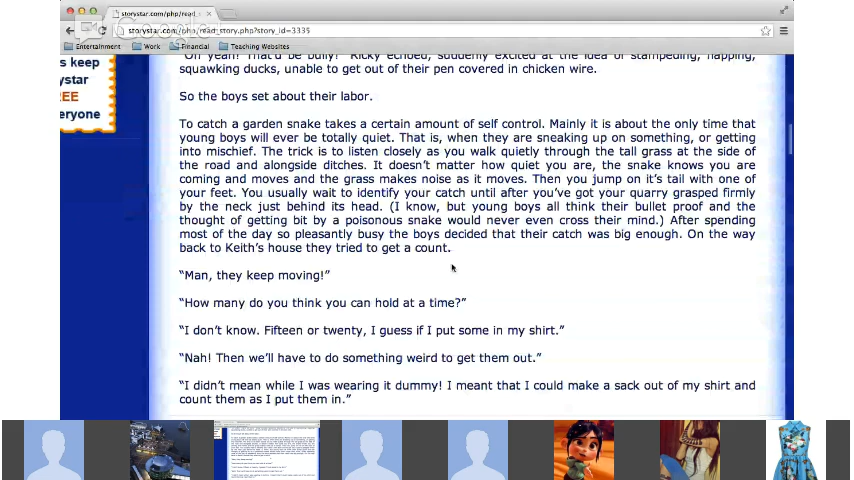 storystar.com/php/read_
storystar.com/php/read_story.php?story_id=3335
Entertainment Work Financial Teaching Websites
s keep
ystar
REE
eryone
"Oh yeah! That'd be bully!" Ricky echoed, suddenly excited at the idea of stampeding, flapping,
squawking ducks, unable to get out of their pen covered in chicken wire.
So the boys set about their labor.
To catch a garden snake takes a certain amount of self control. Mainly it is about the only time that
young boys will ever be totally quiet. That is, when they are sneaking up on something, or getting
into mischief. The trick is to listen closely as you walk quietly through the tall grass at the side of
the road and alongside ditches. It doesn't matter how quiet you are, the snake knows you are
coming and moves and the grass makes noise as it moves. Then you jump on it's tail with one of
your feet. You usually wait to identify your catch until after you've got your quarry grasped firmly
by the neck just behind its head. (I know, but young boys all think their bullet proof and the
thought of getting bit by a poisonous snake would never even cross their mind.) After spending
most of the day so pleasantly busy the boys decided that their catch was big enough. On the way
back to Keith's house they tried to get a count.
"Man, they keep moving!"
"How many do you think you can hold at a time?"
"I don't know. Fifteen or twenty, I guess if I put some in my shirt."
"Nah! Then we'll have to do something weird to get them out."
"I didn't mean while I was wearing it dummy! I meant that I could make a sack out of my shirt and
count them as I put them in."